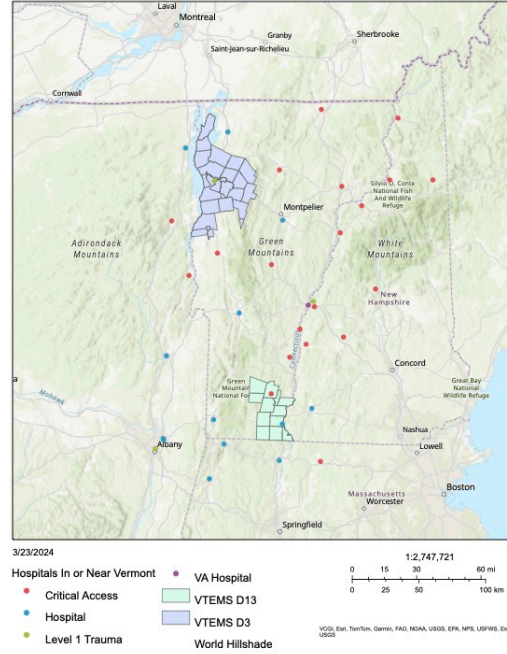 Laval
Montreal
Granby
Sherbrooke
Saint-Jean-sur-Richelieu
Cornwall
Silvio O. Conte
National Fish
And Wildlife
Refuge
Montpelier
Adirondack
Mountains
Green
Mountains
White
Mountains
New
Hampshire
Connecticut
Concord
Green
Mountain
National Fo
Great Bay
National
Wildlife Refuge
a
Mohawk
Nashua
Lowell
Albany
Boston
Massachusetts
Worcester
Springfield
3/23/2024
1:2,747,721
Hospitals In or Near Vermont
Critical Access
Hospital
Level 1 Trauma
VA Hospital
VTEMS D13
VTEMS D3
World Hillshade
0 15 30 60 mi
0 25 50 100 km
VCGI, Esri, TomTom, Garmin, FAO, NOAA, USGS, EPA, NPS, USFWS, Es
USGS